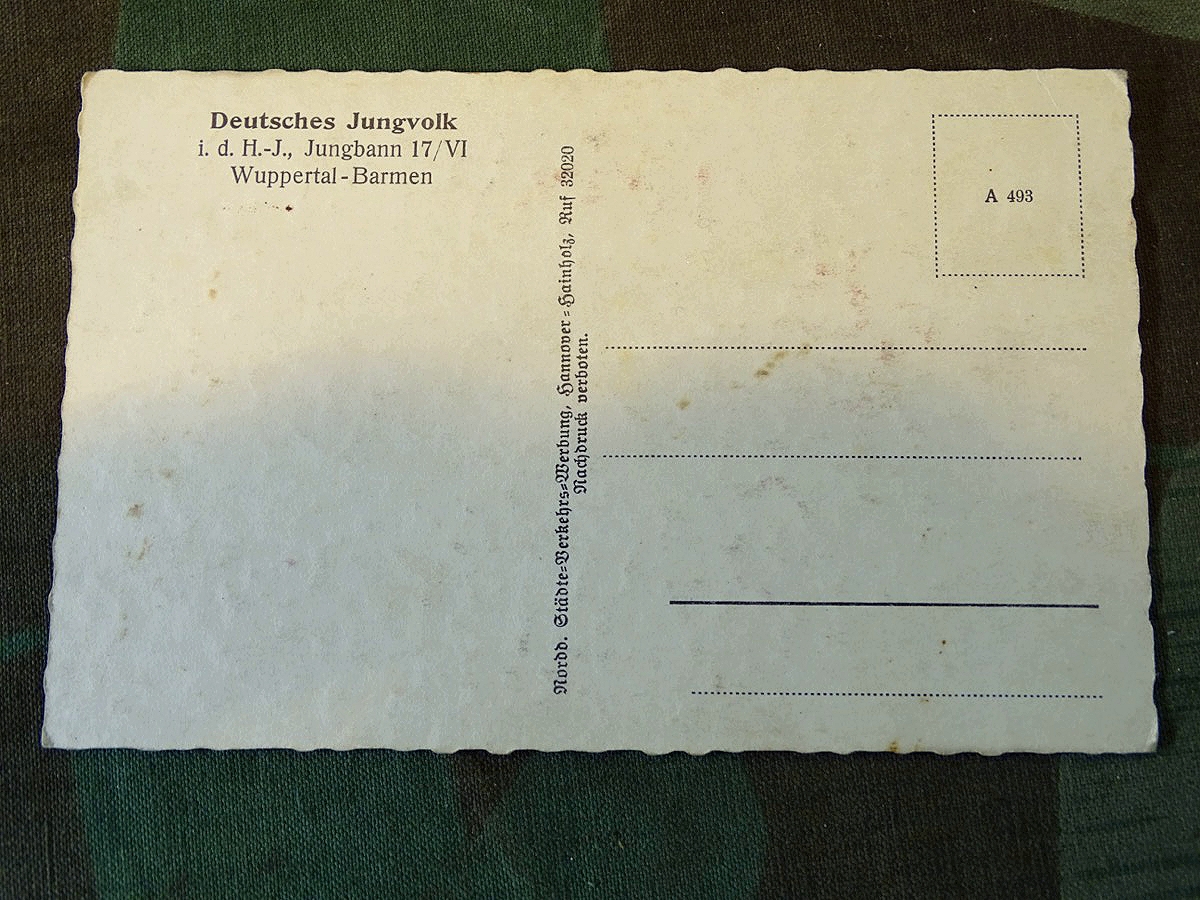 Deutsches Jungvolk
i. d. H.-J., Jungbann 17/VI
Wuppertal-Barmen
Nordd. Städte-Verkehrs-Werbung, Hannover-Hainholz, Ruf 32020
Nachdruck verboten.
A 493